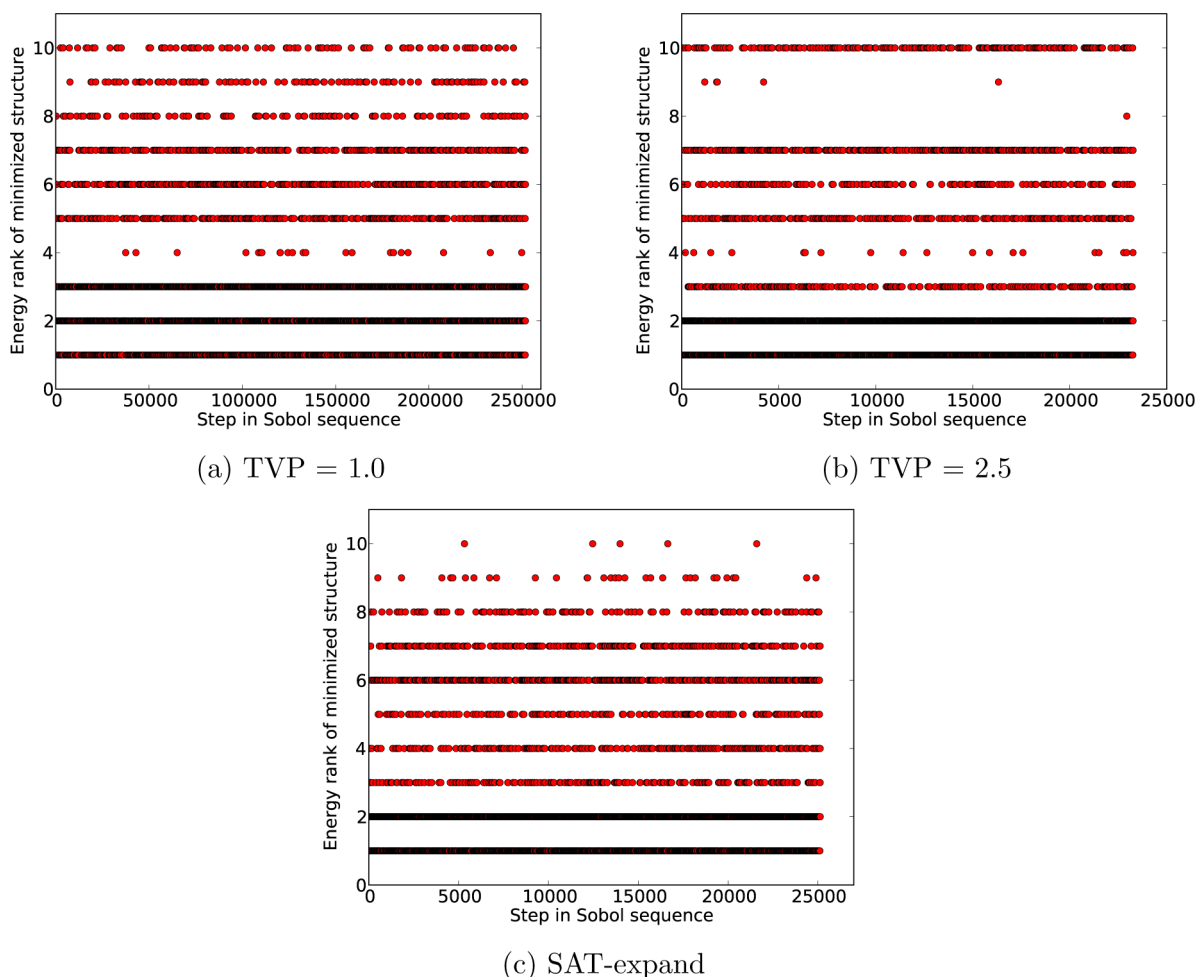 10
8
6
4
2
0
Energy rank of minimized structure
0 50000 100000 150000 200000 250000
Step in Sobol sequence
(a) TVP = 1.0
10
8
6
4
2
0
Energy rank of minimized structure
0 5000 10000 15000 20000 25000
Step in Sobol sequence
(b) TVP = 2.5
10
8
6
4
2
0
Energy rank of minimized structure
0 5000 10000 15000 20000 25000
Step in Sobol sequence
(c) SAT-expand